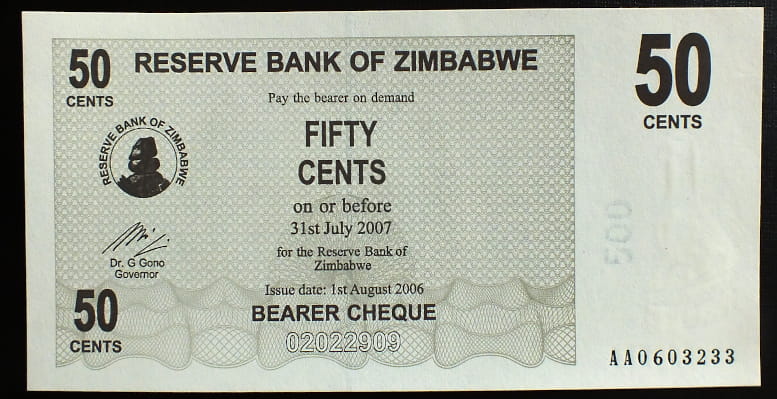 50
CENTS
RESERVE BANK OF ZIMBABWE
50
CENTS
Pay the bearer on demand
FIFTY
CENTS
RESERVE BANK OF ZIMBABWE
on or before
31st July 2007
for the Reserve Bank of
Zimbabwe
Dr. G Gono
Governor
Issue date: 1st August 2006
50
CENTS
BEARER CHEQUE
02022909
500
AA0603233